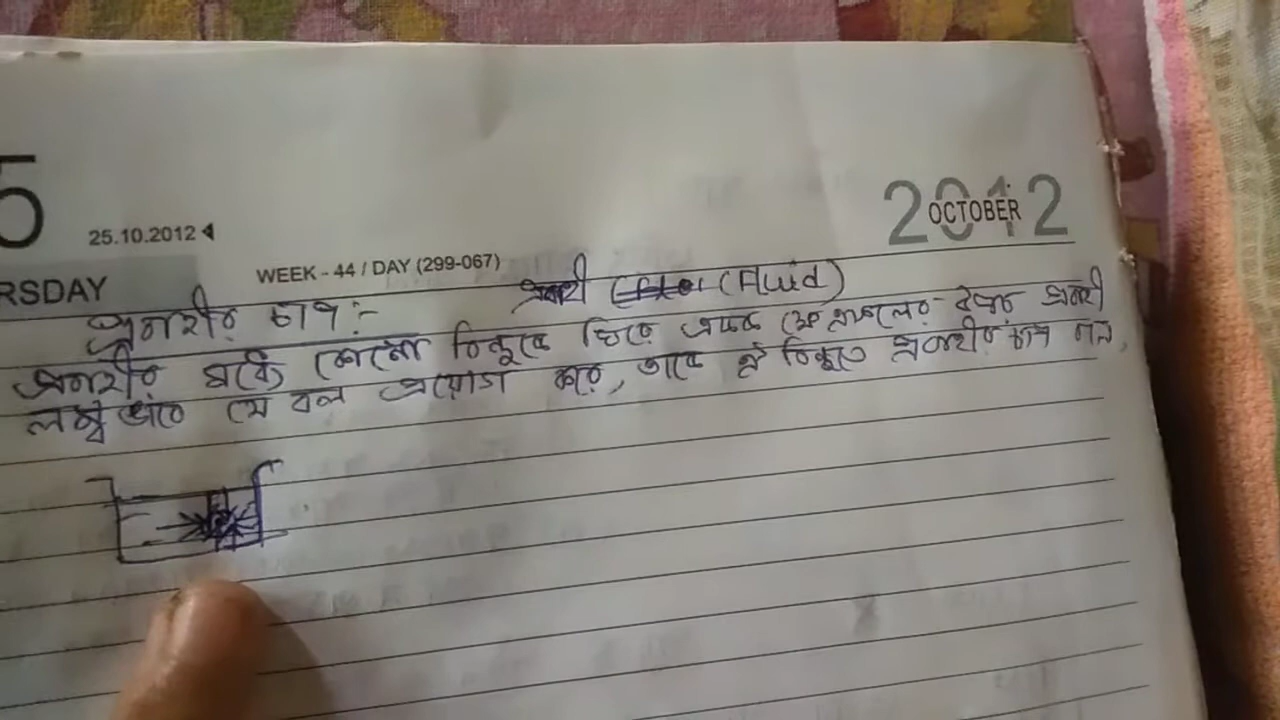 5
25.10.2012
2012
OCTOBER
RSDAY
WEEK - 44 / DAY (299-067)
প্রবাহীর চাপ :-
প্রবাহী (Fluid)
প্রবাহীর মধ্যে কোনো বিন্দুকে ঘিরে একক ক্ষেত্রফলের উপর প্রবাহী
লম্ব ভাবে যে বল প্রয়োগ করে, তাকে ঐ বিন্দুতে প্রবাহীর চাপ বলে,